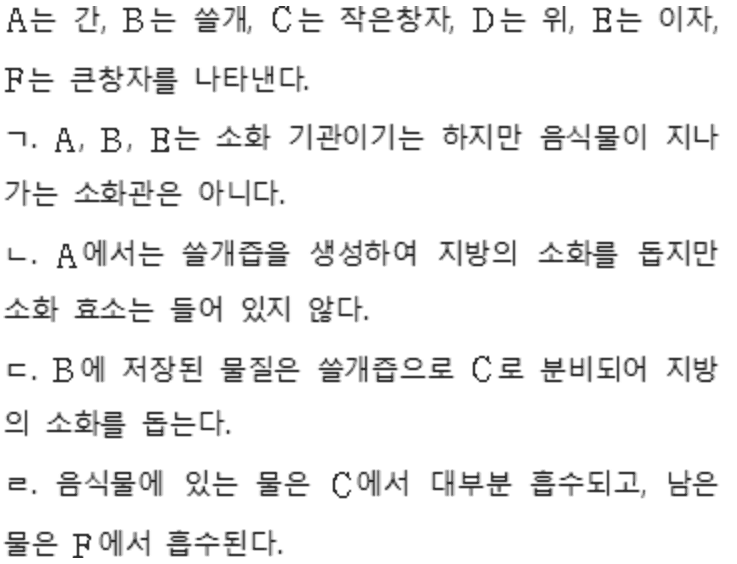 A는 간, B는 쓸개, C는 작은창자, D는 위, E는 이자,
F는 큰창자를 나타낸다.
ㄱ. A, B, E는 소화 기관이기는 하지만 음식물이 지나
가는 소화관은 아니다.
ㄴ. A에서는 쓸개즙을 생성하여 지방의 소화를 돕지만
소화 효소는 들어 있지 않다.
ㄷ. B에 저장된 물질은 쓸개즙으로 C로 분비되어 지방
의 소화를 돕는다.
ㄹ. 음식물에 있는 물은 C에서 대부분 흡수되고, 남은
물은 F에서 흡수된다.